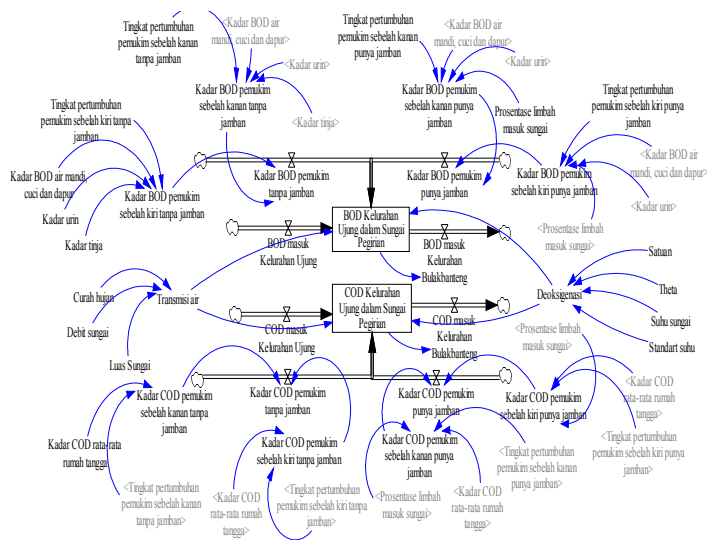 Tingkat pertumbuhan
pemukim sebelah kanan
tanpa jamban
<Kadar BOD air
mandi, cuci dan dapur>
<Kadar urin>
<Kadar tinja>
Kadar BOD pemukim
sebelah kanan tanpa
jamban
Tingkat pertumbuhan
pemukim sebelah kanan
punya jamban
<Kadar BOD air
mandi, cuci dan dapur>
<Kadar urin>
Kadar BOD pemukim
sebelah kanan punya
jamban
Prosentase limbah
masuk sungai
Tingkat pertumbuhan
pemukim sebelah kiri tanpa
jamban
Kadar BOD air mandi,
cuci dan dapur
Kadar urin
Kadar tinja
Kadar BOD pemukim
sebelah kiri tanpa jamban
Kadar BOD pemukim
tanpa jamban
Kadar BOD pemukim
punya jamban
Tingkat pertumbuhan
pemukim sebelah kiri punya
jamban
<Kadar BOD air
mandi, cuci dan dapur>
<Kadar urin>
Kadar BOD pemukim
sebelah kiri punya jamban
<Prosentase limbah
masuk sungai>
BOD masuk
Kelurahan Ujung
BOD Kelurahan
Ujung dalam Sungai
Pegirian
BOD masuk
Kelurahan
Bulakbanteng
Curah hujan
Debit sungai
Luas Sungai
Transmisi air
Deoksigenasi
Satuan
Theta
Suhu sungai
Standart suhu
COD masuk
Kelurahan Ujung
COD Kelurahan
Ujung dalam Sungai
Pegirian
COD masuk
Kelurahan
Bulakbanteng
<Prosentase limbah
masuk sungai>
Kadar COD pemukim
sebelah kanan tanpa
jamban
Kadar COD pemukim
tanpa jamban
Kadar COD pemukim
punya jamban
Kadar COD pemukim
sebelah kiri punya jamban
<Kadar COD
rata-rata rumah
tangga>
Kadar COD rata-rata
rumah tangga
Kadar COD pemukim
sebelah kiri tanpa jamban
Kadar COD pemukim
sebelah kanan punya
jamban
<Tingkat pertumbuhan
pemukim sebelah kanan
punya jamban>
<Tingkat pertumbuhan
pemukim sebelah kiri punya
jamban>
<Tingkat pertumbuhan
pemukim sebelah kanan
tanpa jamban>
<Kadar COD
rata-rata rumah
tangga>
<Tingkat pertumbuhan
pemukim sebelah kiri tanpa
jamban>
<Prosentase limbah
masuk sungai>
<Kadar COD
rata-rata rumah
tangga>